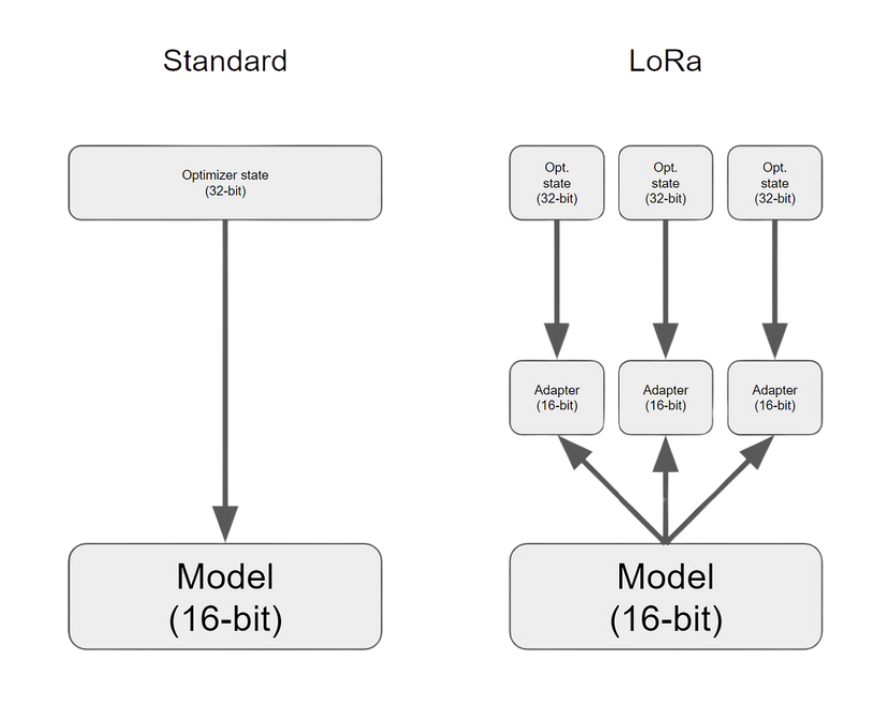 Standard
LoRa
Optimizer state
(32-bit)
Opt.
state
(32-bit)
Opt.
state
(32-bit)
Opt.
state
(32-bit)
Adapter
(16-bit)
Adapter
(16-bit)
Adapter
(16-bit)
Model
(16-bit)
Model
(16-bit)